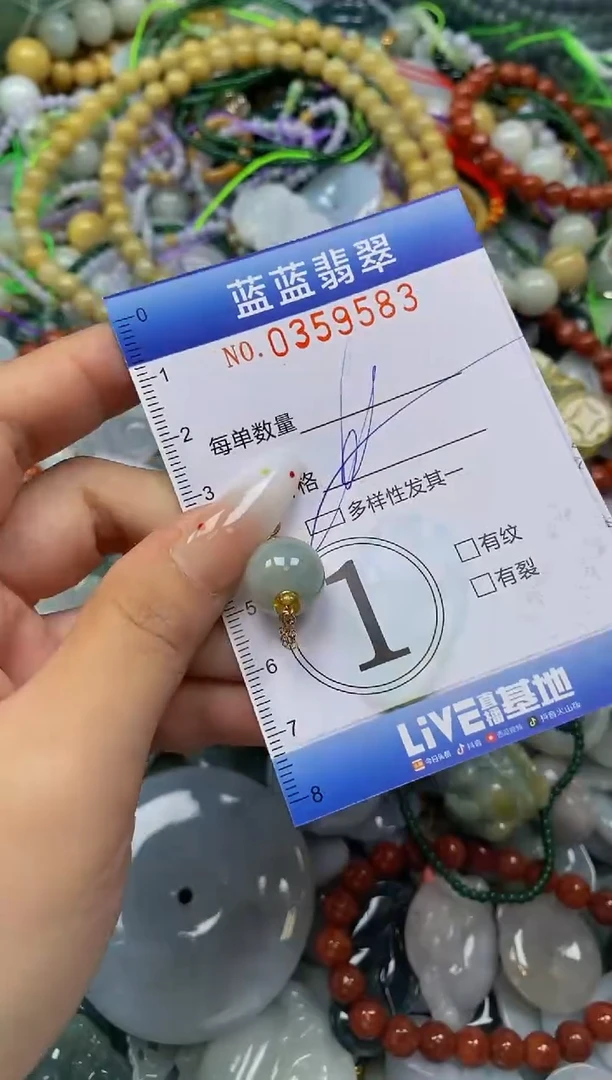 蓝蓝翡翠
NO.0359583
0
1
2
3
5
6
7
8
每单数量
格
多样性发其一
有纹
有裂
1
LiVE直播基地
今日头条 抖音 西瓜视频 抖音火山版